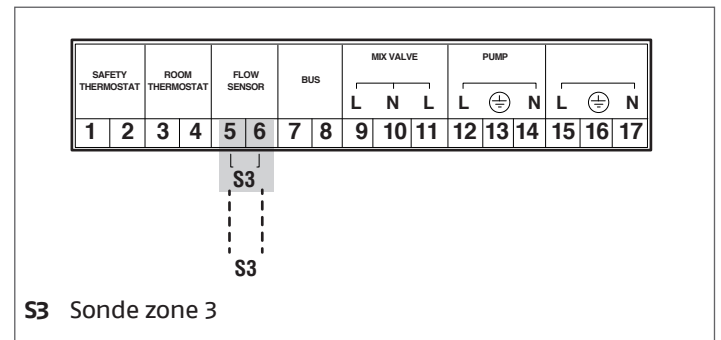 SAFETY THERMOSTAT ROOM THERMOSTAT FLOW SENSOR BUS MIX VALVE PUMP
L N L L N L N
1 2 3 4 5 6 7 8 9 10 11 12 13 14 15 16 17
S3
S3
S3 Sonde zone 3